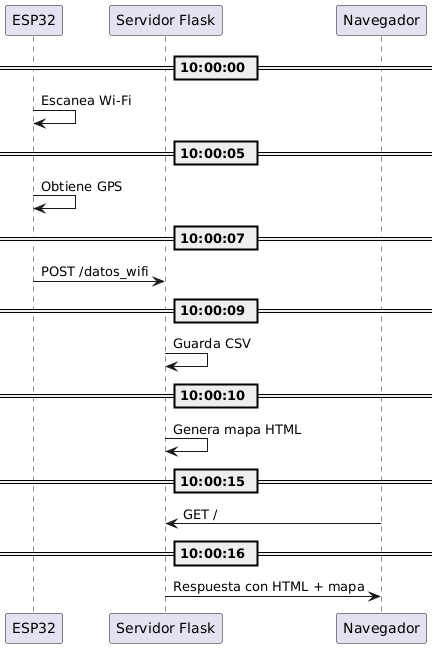 ESP32 Servidor Flask Navegador
10:00:00
Escanea Wi-Fi
10:00:05
Obtiene GPS
10:00:07
POST /datos_wifi
10:00:09
Guarda CSV
10:00:10
Genera mapa HTML
10:00:15
GET /
10:00:16
Respuesta con HTML + mapa
ESP32 Servidor Flask Navegador